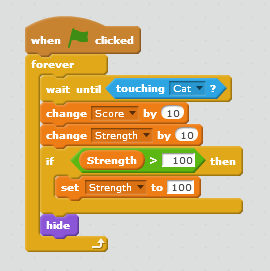 when clicked
forever
wait until touching Cat ?
change Score by 10
change Strength by 10
if Strength > 100 then
set Strength to 100
hide